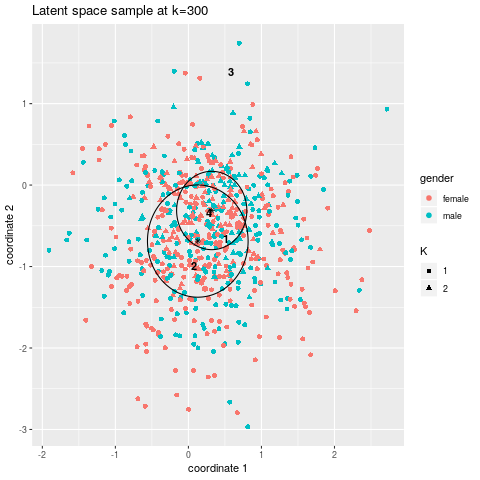 Latent space sample at k=300
3
4
1
2
1
0
-1
-2
-3
-2
-1
0
1
2
coordinate 1
coordinate 2
gender
female
male
K
1
2